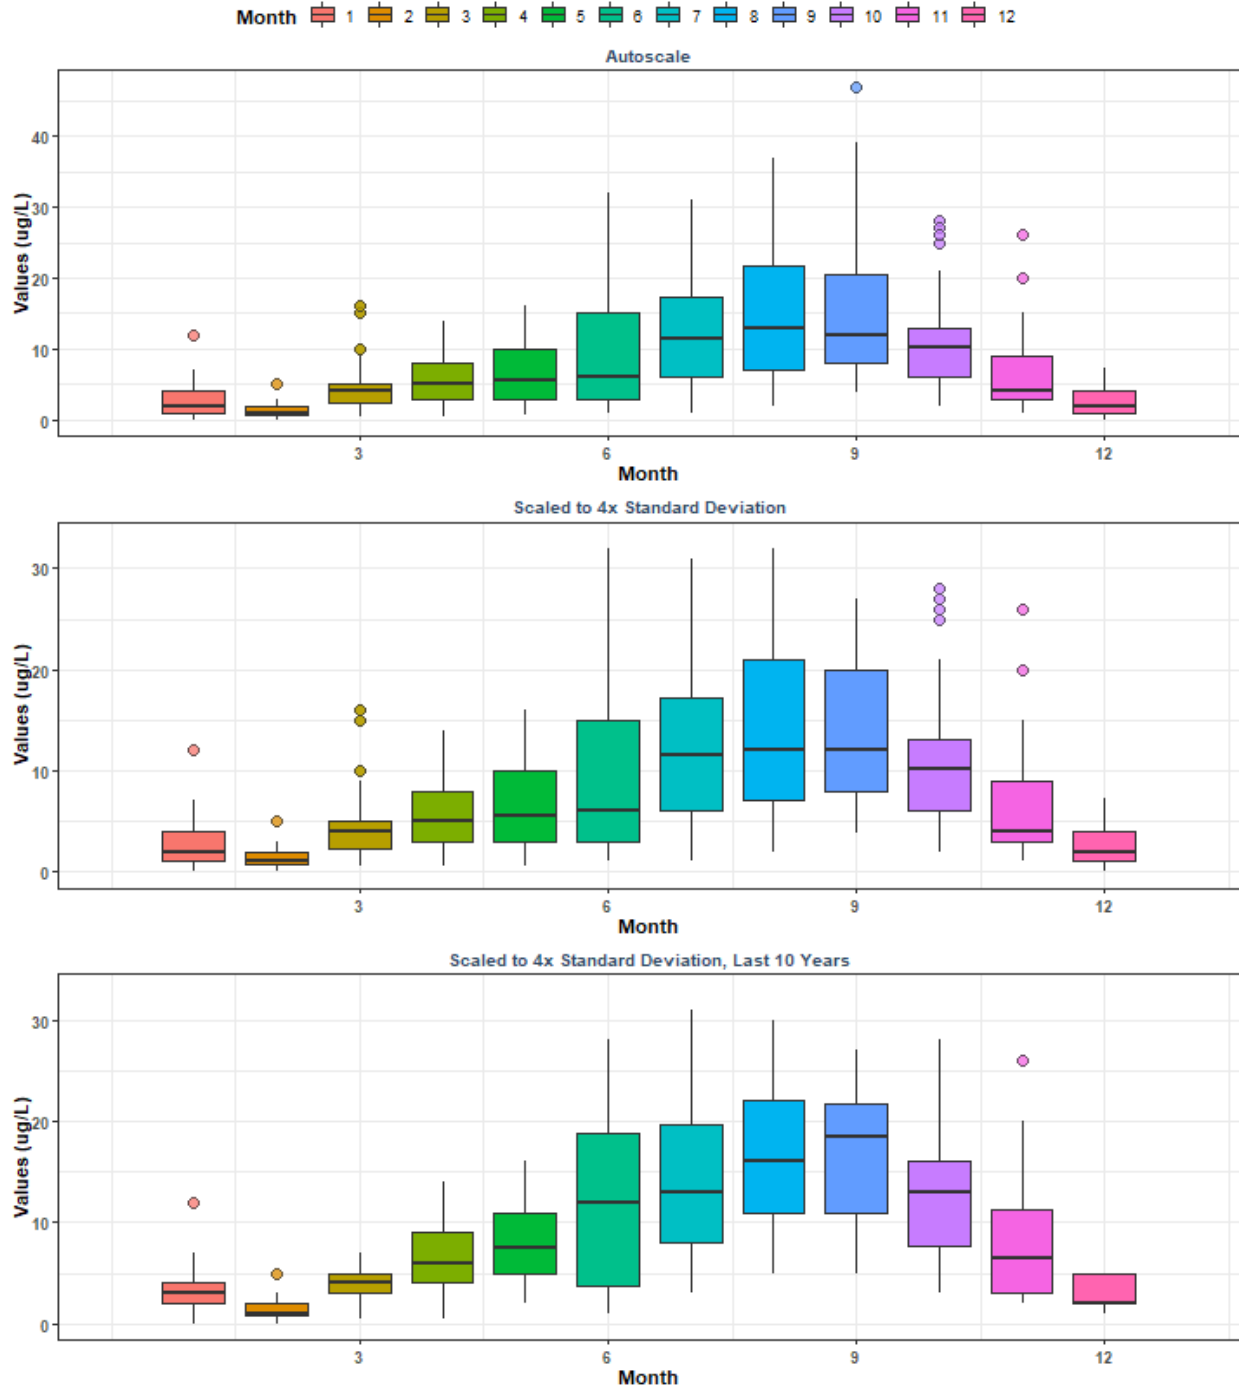 Month 1 2 3 4 5 6 7 8 9 10 11 12
Autoscale
Values (ug/L)
40
30
20
10
0
3 6 9 12
Month
Scaled to 4x Standard Deviation
Values (ug/L)
30
20
10
0
3 6 9 12
Month
Scaled to 4x Standard Deviation, Last 10 Years
Values (ug/L)
30
20
10
0
3 6 9 12
Month